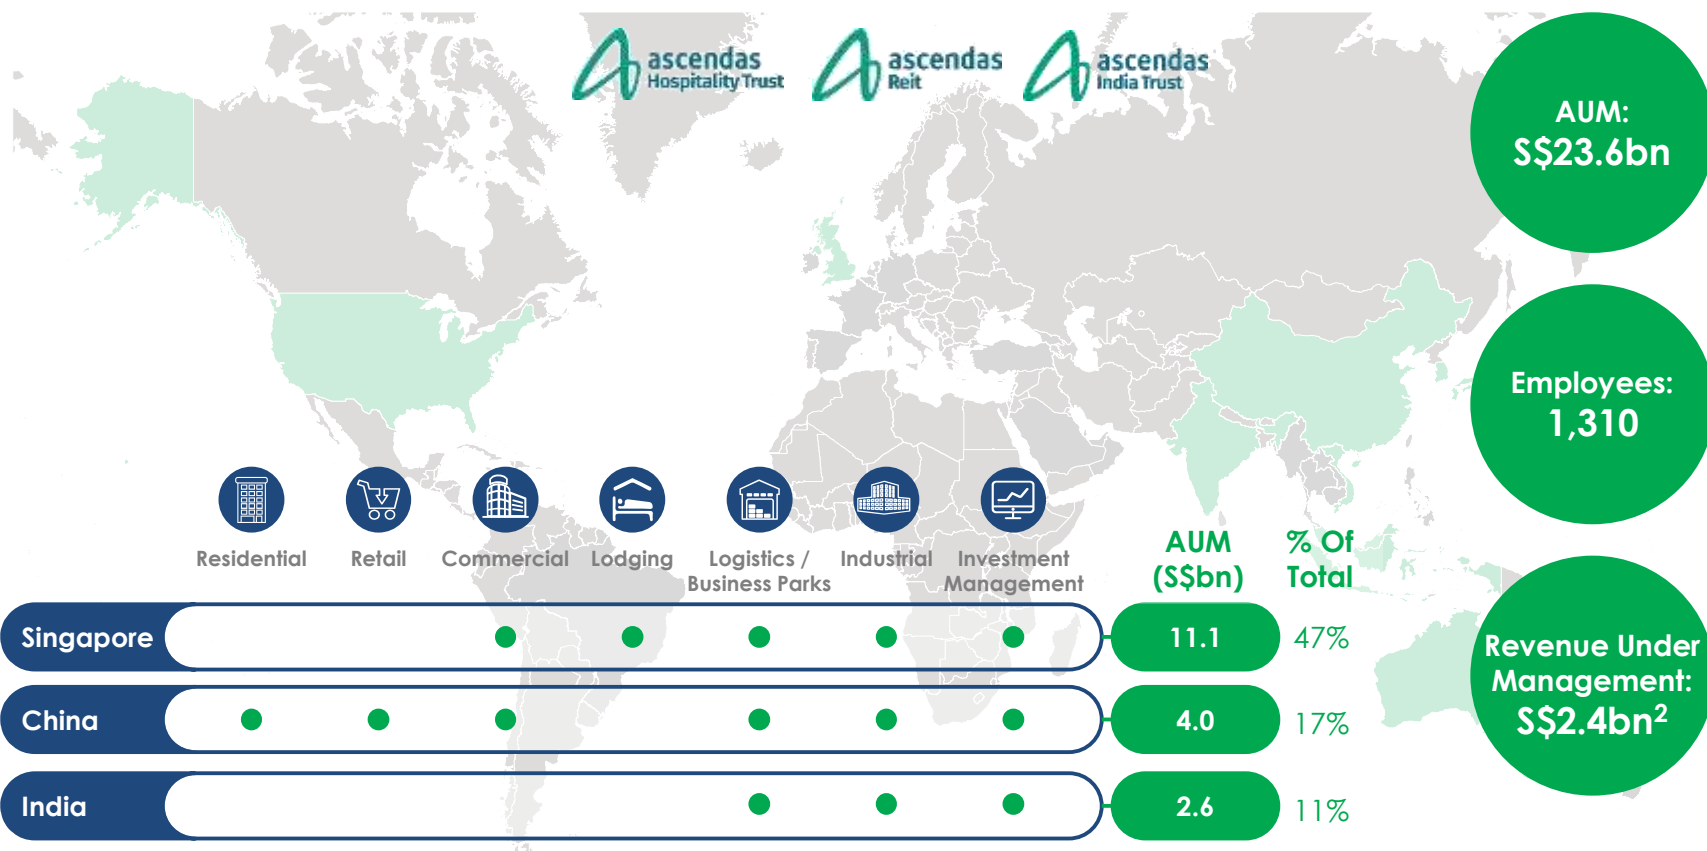 ascendas
Hospitality Trust
ascendas
Reit
ascendas
India Trust
AUM:
S$23.6bn
Employees:
1,310
Revenue Under
Management:
S$2.4bn²
Residential
Retail
Commercial
Lodging
Logistics /
Business Parks
Industrial
Investment
Management
AUM
(S$bn)
% Of
Total
Singapore
11.1
47%
China
4.0
17%
India
2.6
11%